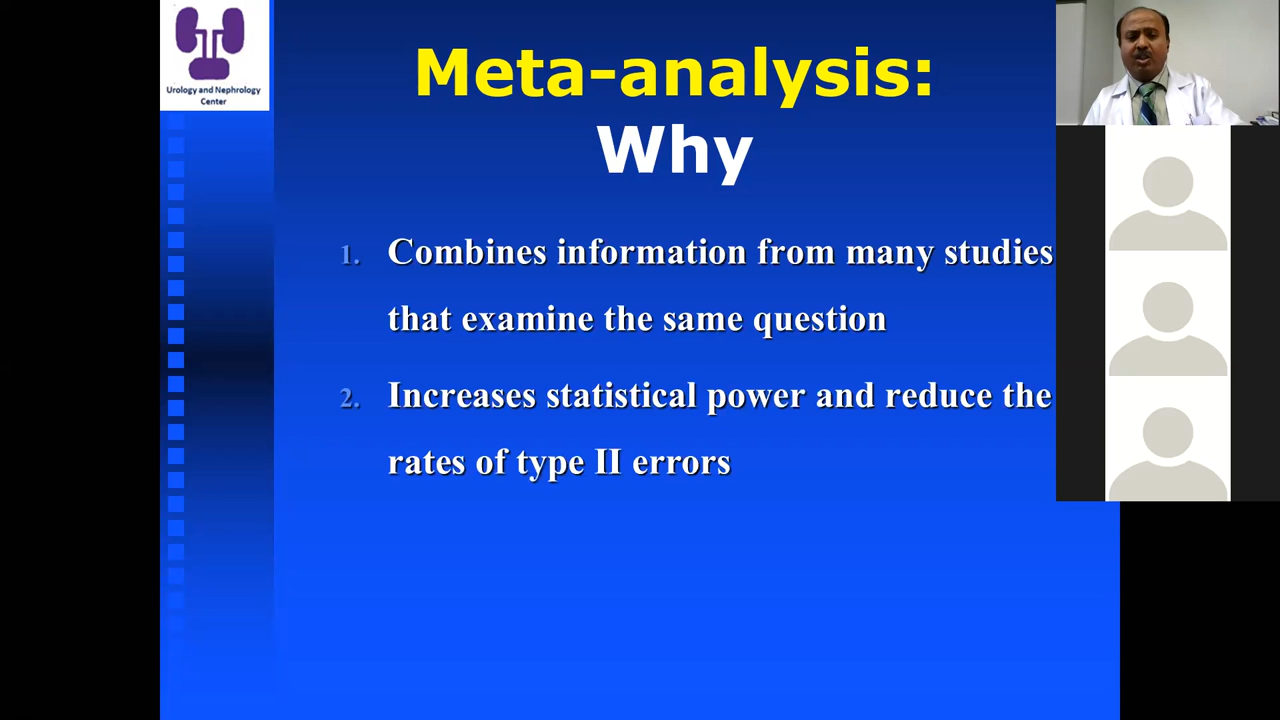 Urology and Nephrology
Center
Meta-analysis:
Why
1. Combines information from many studies
that examine the same question
2. Increases statistical power and reduce the
rates of type II errors